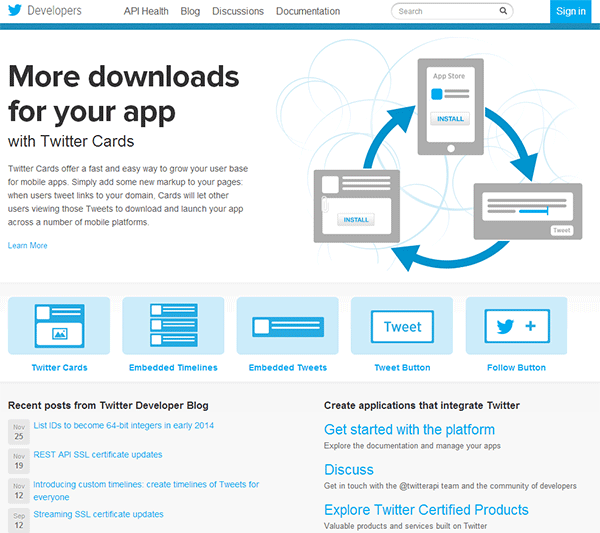 Developers
API Health Blog Discussions Documentation
Search
Sign in
More downloads
for your app
with Twitter Cards
Twitter Cards offer a fast and easy way to grow your user base
for mobile apps. Simply add some new markup to your pages:
when users tweet links to your domain, Cards will let other
users viewing those Tweets to download and launch your app
across a number of mobile platforms.
Learn More
App Store
INSTALL
INSTALL
Tweet
Tweet
Twitter Cards
Embedded Timelines
Embedded Tweets
Tweet Button
Follow Button
Recent posts from Twitter Developer Blog
Nov
25
List IDs to become 64-bit integers in early 2014
Nov
19
REST API SSL certificate updates
Nov
12
Introducing custom timelines: create timelines of Tweets for
everyone
Sep
12
Streaming SSL certificate updates
Create applications that integrate Twitter
Get started with the platform
Explore the documentation and manage your apps
Discuss
Get in touch with the @twitterapi team and the community of developers
Explore Twitter Certified Products
Valuable products and services built on Twitter